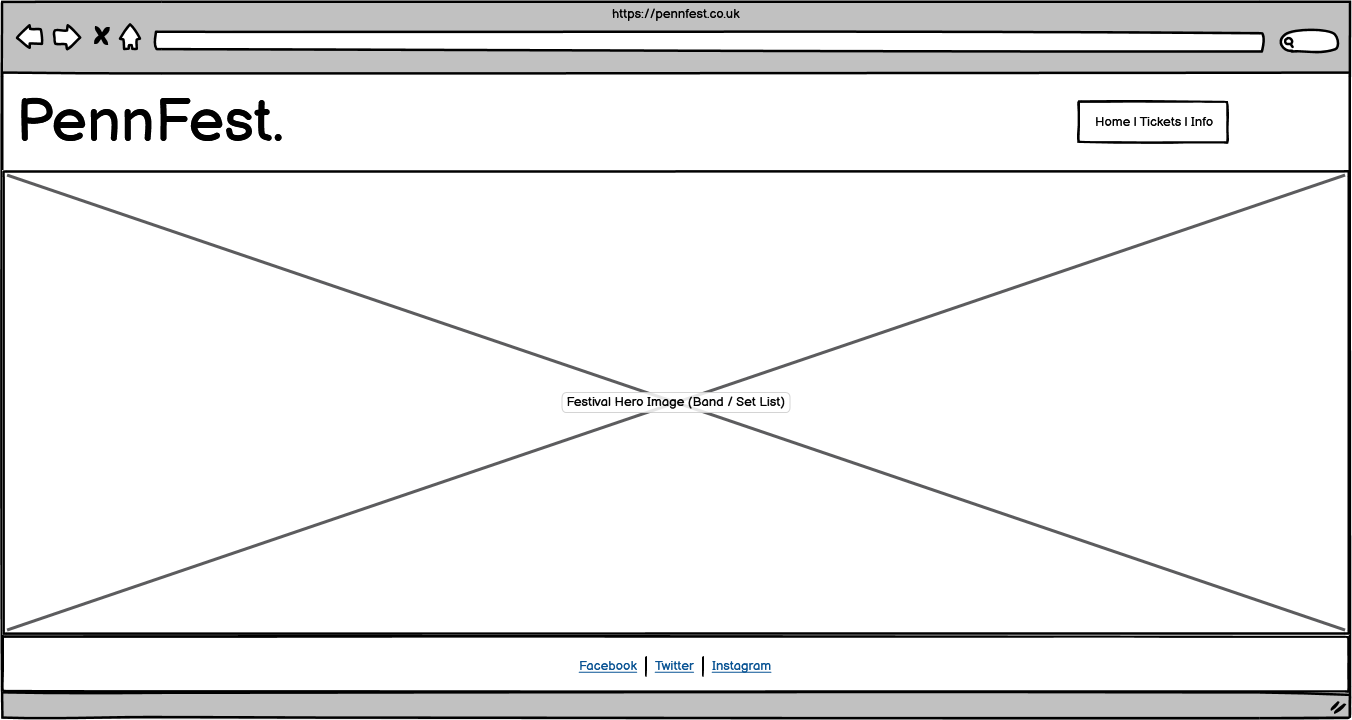 https://pennfest.co.uk
PennFest.
Home | Tickets | Info
Festival Hero Image (Band / Set List)
Facebook | Twitter | Instagram